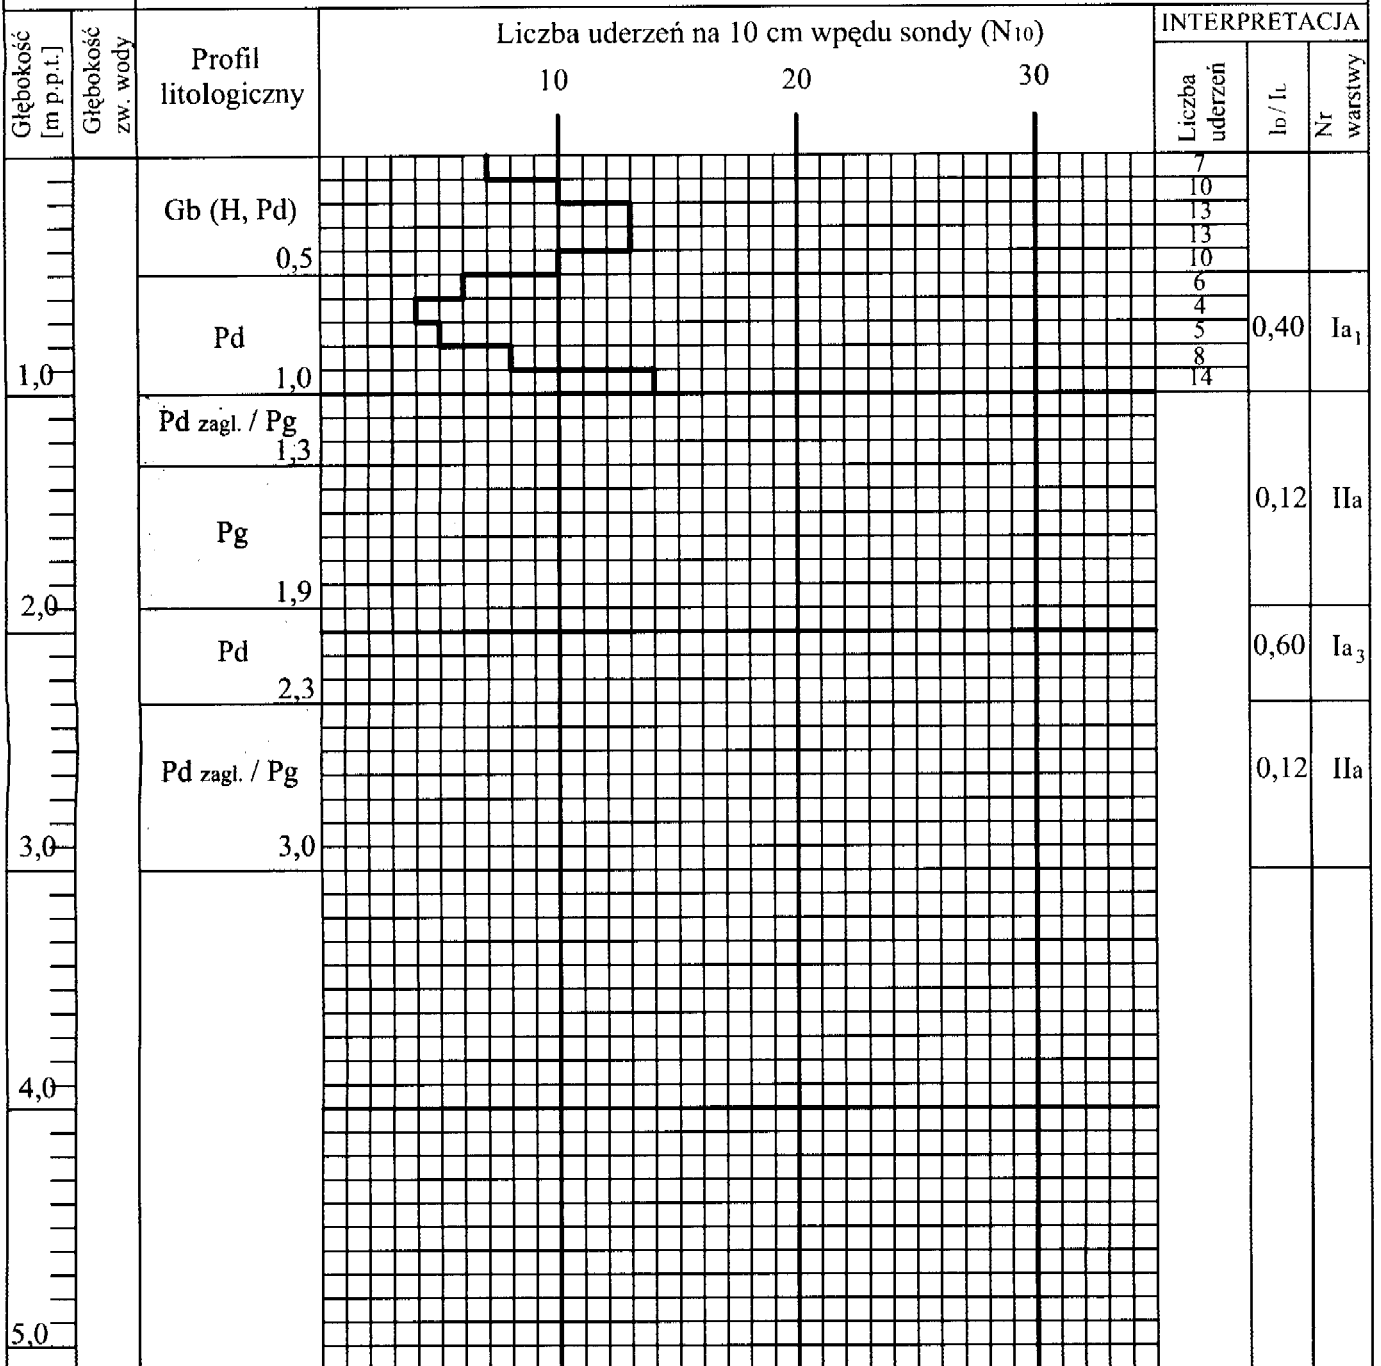 Głębokość
[m p.p.t.]
Głębokość
zw. wody
Profil
litologiczny
Liczba uderzeń na 10 cm wpędu sondy (N10)
10
20
30
INTERPRETACJA
Liczba
uderzeń
ID / IL
Nr
warstwy
7
10
Gb (H, Pd)
13
13
0,5
10
6
4
Pd
5
0,40
Ia1
8
1,0
1,0
14
Pd zagl. / Pg
1,3
0,12
IIa
Pg
1,9
2,0
Pd
0,60
Ia3
2,3
Pd zagl. / Pg
0,12
IIa
3,0
3,0
4,0
5,0